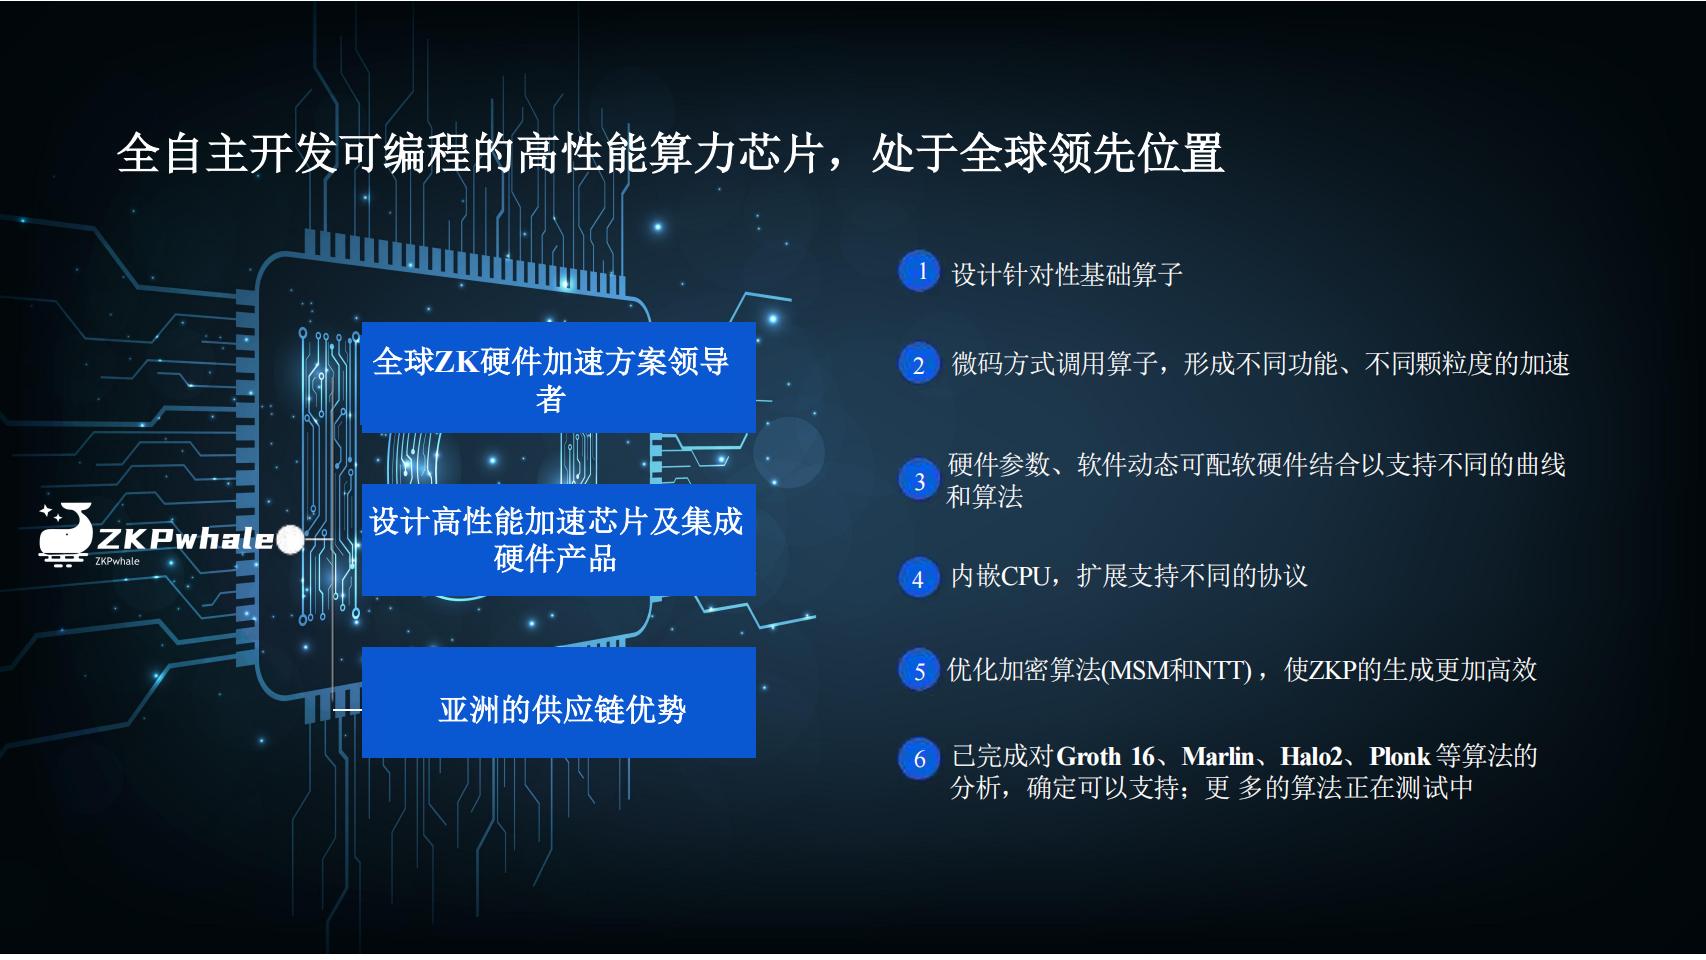 全自主开发可编程的高性能算力芯片，处于全球领先位置
全球ZK硬件加速方案领导
者
设计高性能加速芯片及集成
硬件产品
亚洲的供应链优势
ZKPwhale
ZKPwhale
1 设计针对性基础算子
2 微码方式调用算子，形成不同功能、不同颗粒度的加速
3 硬件参数、软件动态可配软硬件结合以支持不同的曲线
和算法
4 内嵌CPU，扩展支持不同的协议
5 优化加密算法(MSM和NTT) ，使ZKP的生成更加高效
6 已完成对Groth 16、Marlin、Halo2、Plonk 等算法的
分析，确定可以支持；更 多的算法正在测试中